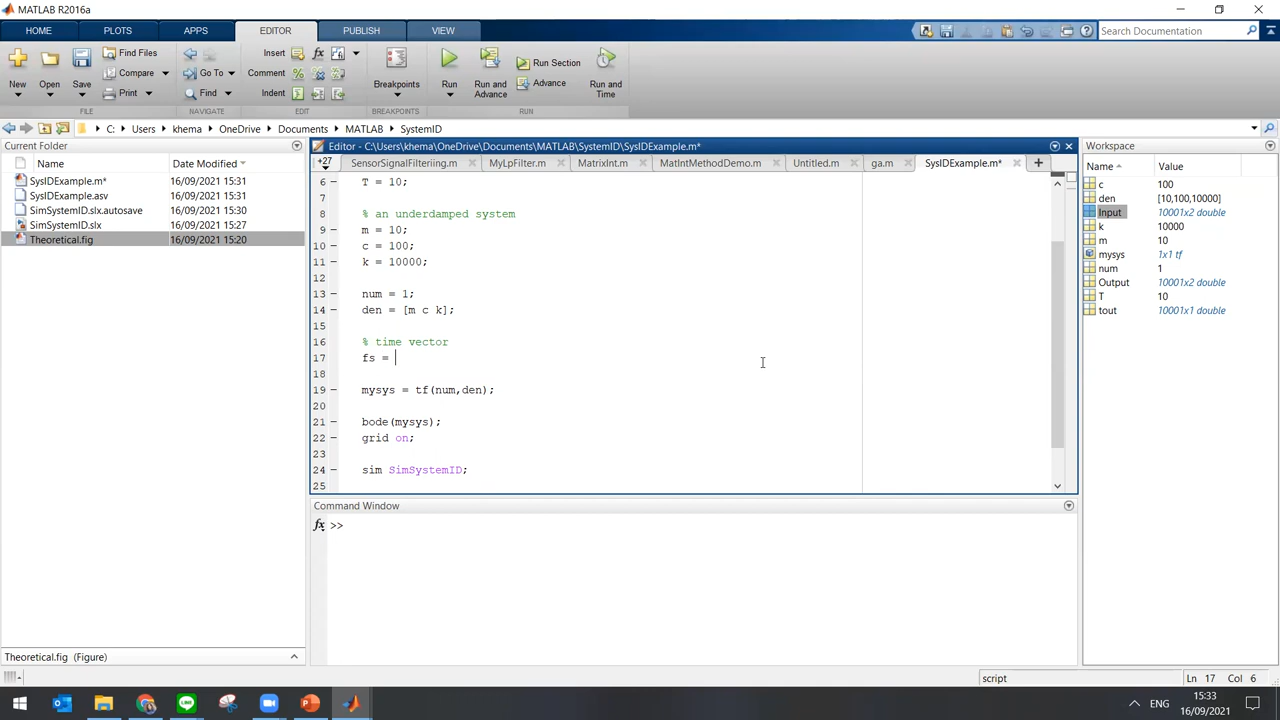 MATLAB R2016a
HOME PLOTS APPS EDITOR PUBLISH VIEW Search Documentation
Find Files Insert fx Run Section
New Open Save Compare Go To Comment % Breakpoints Run Run and Advance Advance Run and Time
Print Find Indent
FILE NAVIGATE EDIT BREAKPOINTS RUN
C: Users khema OneDrive Documents MATLAB SystemID
Current Folder
Name Date Modified
SysIDExample.m* 16/09/2021 15:31
SysIDExample.asv 16/09/2021 15:31
SimSystemID.slx.autosave 16/09/2021 15:30
SimSystemID.slx 16/09/2021 15:27
Theoretical.fig 16/09/2021 15:20
Theoretical.fig (Figure)
Editor - C:\Users\khema\OneDrive\Documents\MATLAB\SystemID\SysIDExample.m*
+27 SensorSignalFilteriing.m MyLpFilter.m MatrixInt.m MatIntMethodDemo.m Untitled.m ga.m SysIDExample.m*
6 – T = 10;
7
8 % an underdamped system
9 – m = 10;
10 – c = 100;
11 – k = 10000;
12
13 – num = 1;
14 – den = [m c k];
15
16 % time vector
17 – fs =
18
19 – mysys = tf(num,den);
20
21 – bode(mysys);
22 – grid on;
23
24 – sim SimSystemID;
25
Command Window
fx >>
Workspace
Name Value
c 100
den [10,100,10000]
Input 10001x2 double
k 10000
m 10
mysys 1x1 tf
num 1
Output 10001x2 double
T 10
tout 10001x1 double
script Ln 17 Col 6
ENG 15:33
16/09/2021